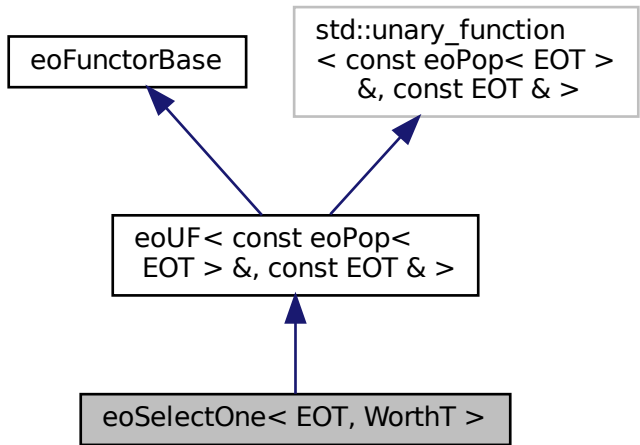 eoFunctorBase
std::unary_function
< const eoPop< EOT >
&, const EOT & >
eoUF< const eoPop<
EOT > &, const EOT & >
eoSelectOne< EOT, WorthT >